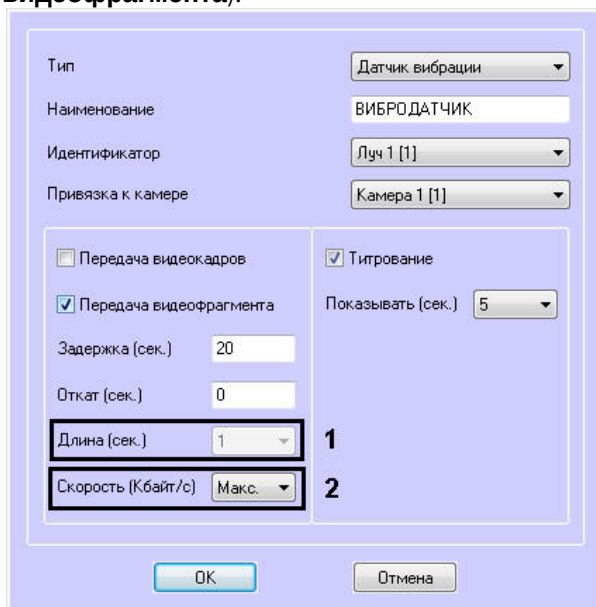 видеофрагмента).
Тип Датчик вибрации
Наименование ВИБРОДАТЧИК
Идентификатор Луч 1 [1]
Привязка к камере Камера 1 [1]
Передача видеокадров Титрование
Передача видеофрагмента Показывать (сек.) 5
Задержка (сек.) 20
Откат (сек.) 0
Длина (сек.) 1 1
Скорость (Кбайт/с) Макс. 2
OK Отмена